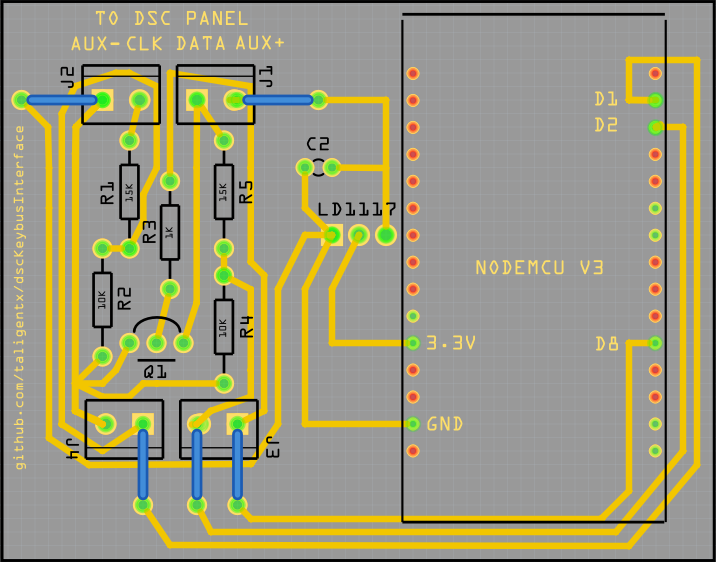 TO DSC PANEL
AUX- CLK DATA AUX+
J2
J1
D1
D2
C2
R1
15K
R3
1K
15K
R5
LD1117
NODEMCU V3
R2
10K
10K
R4
Q1
3.3V
D8
J4
J3
GND
github.com/taligentx/dscKeybusInterface